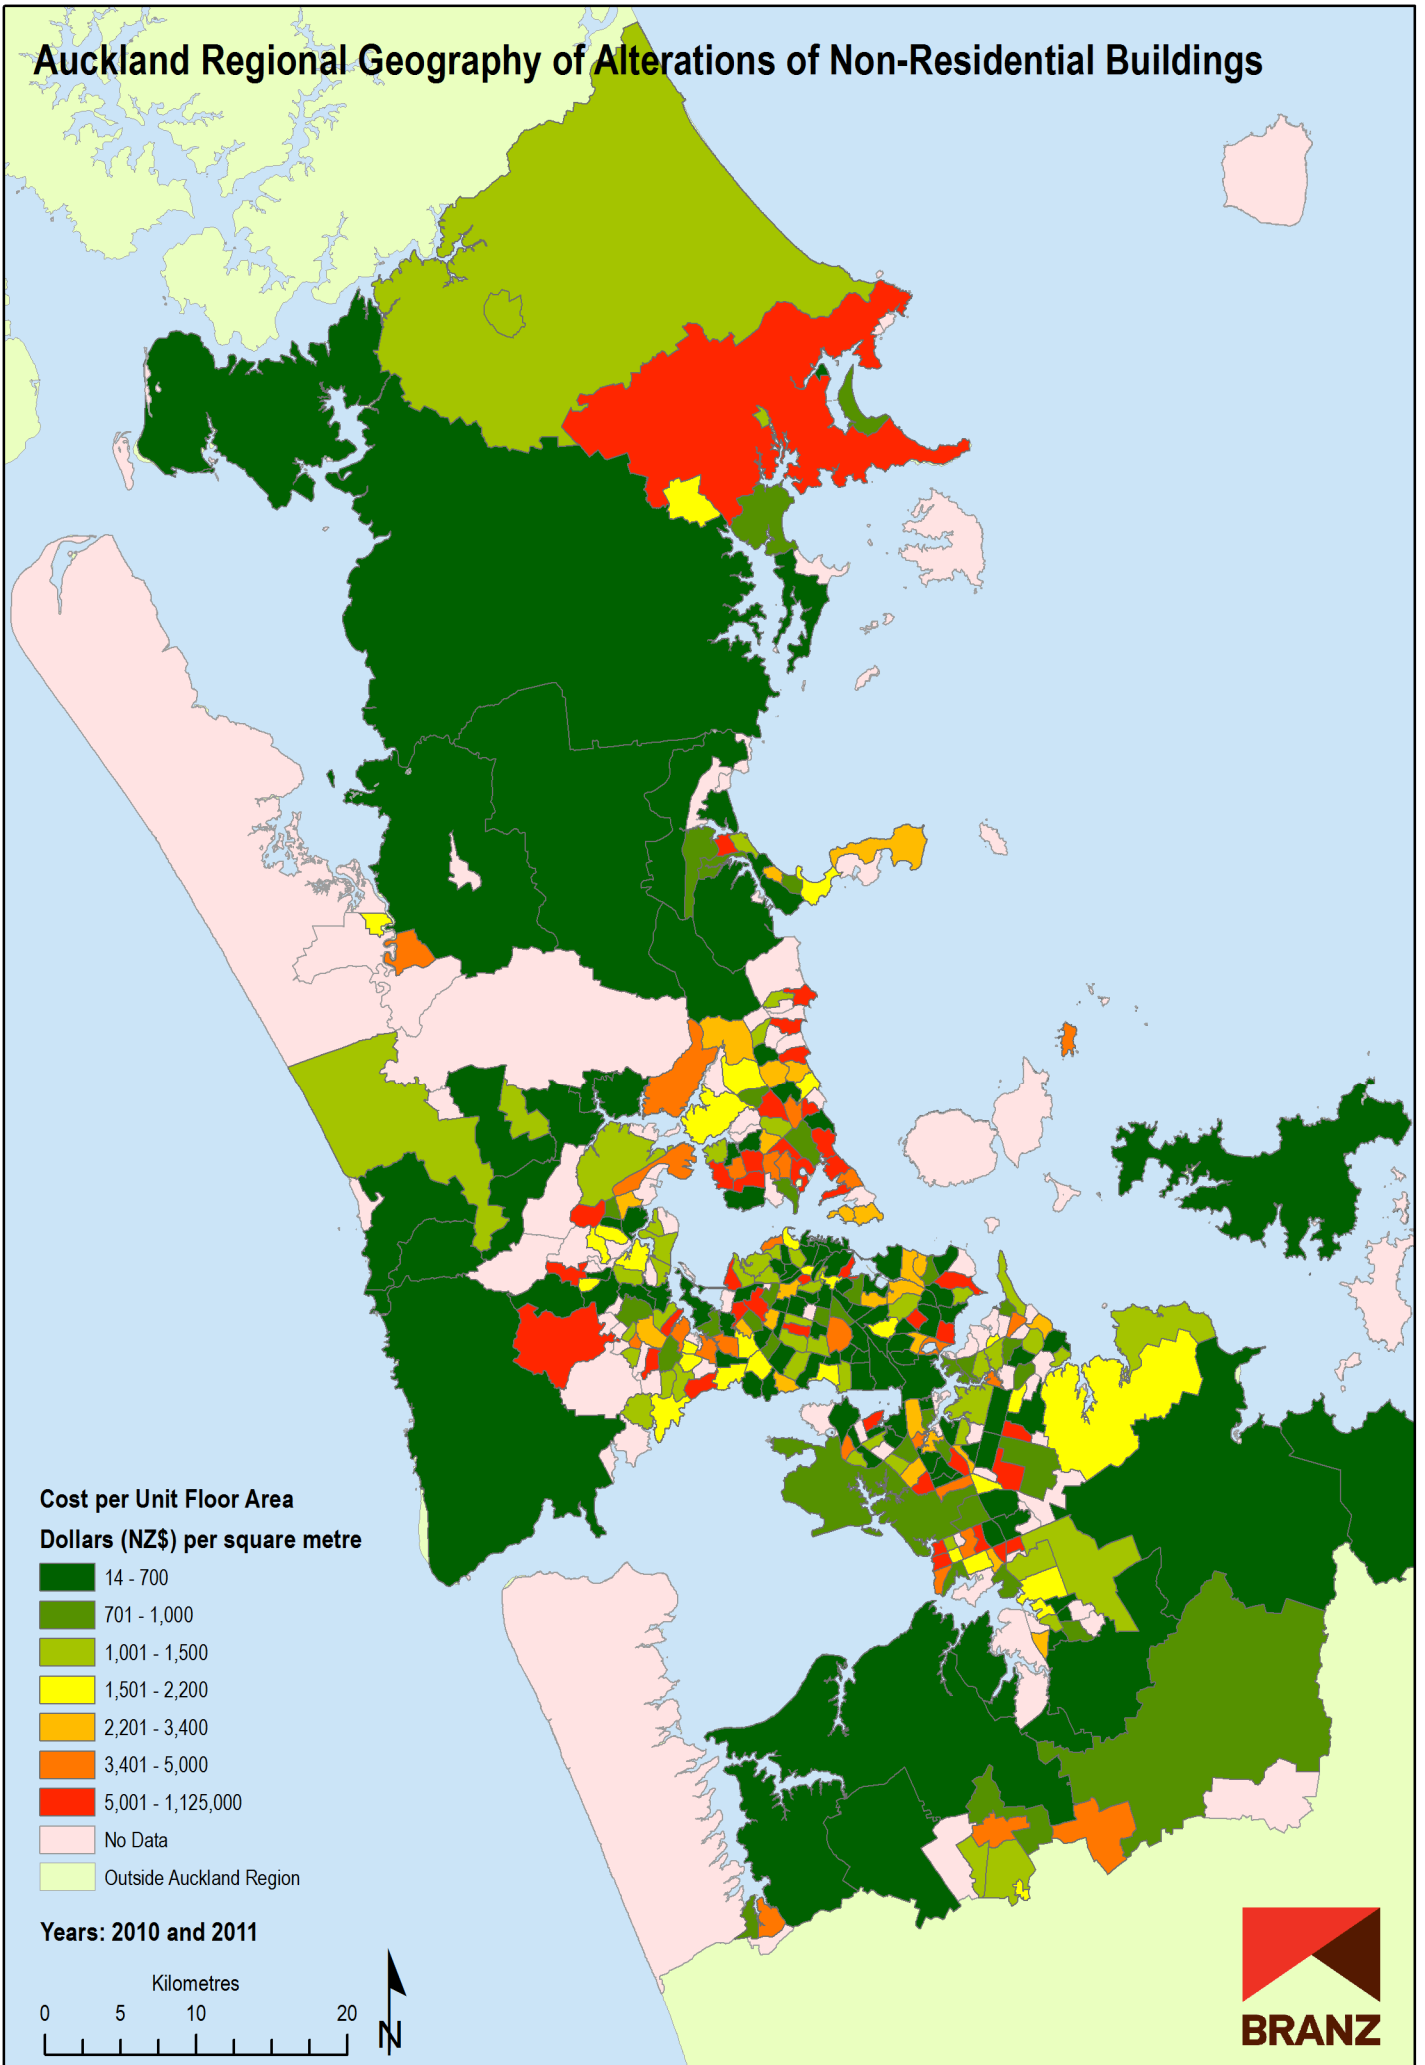 Auckland Regional Geography of Alterations of Non-Residential Buildings
Cost per Unit Floor Area
Dollars (NZ$) per square metre
14 - 700
701 - 1,000
1,001 - 1,500
1,501 - 2,200
2,201 - 3,400
3,401 - 5,000
5,001 - 1,125,000
No Data
Outside Auckland Region
Years: 2010 and 2011
Kilometres
0 5 10 20
N
BRANZ